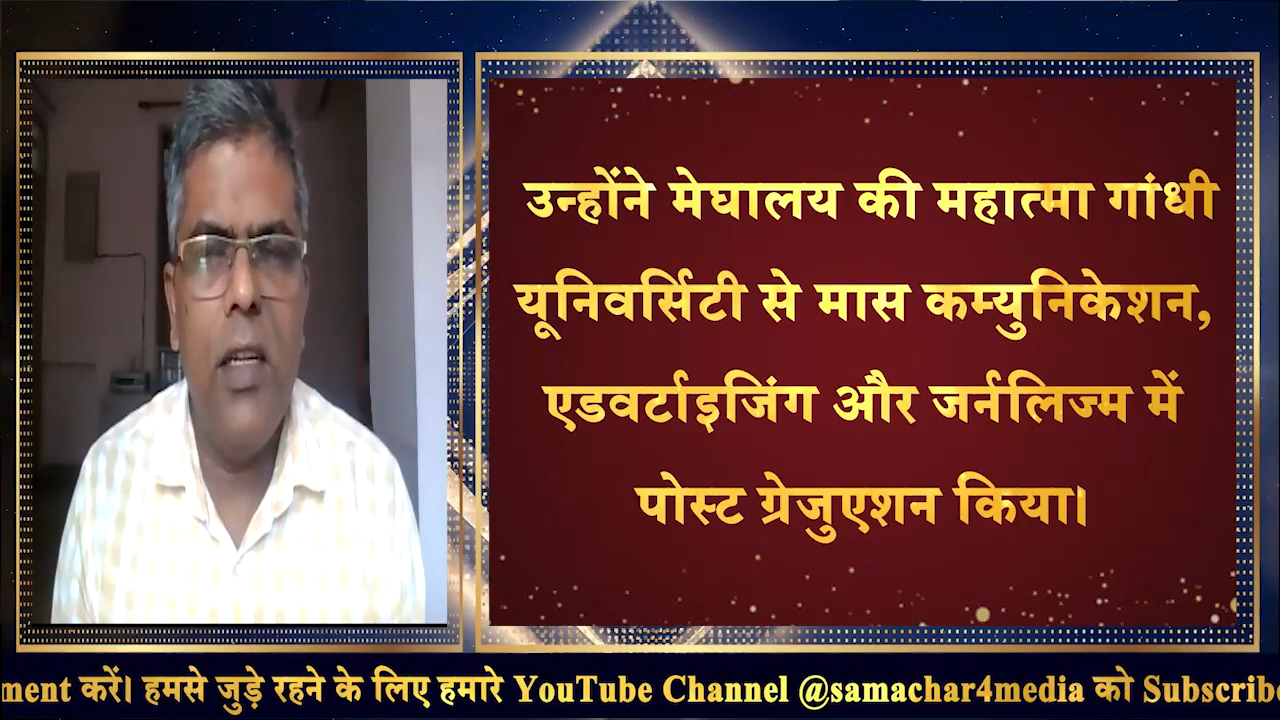 उन्होंने मेघालय की महात्मा गांधी
यूनिवर्सिटी से मास कम्युनिकेशन,
एडवर्टाइजिंग और जर्नलिज्म में
पोस्ट ग्रेजुएशन किया।
ment करें। हमसे जुड़े रहने के लिए हमारे YouTube Channel @samachar4media को Subscribe